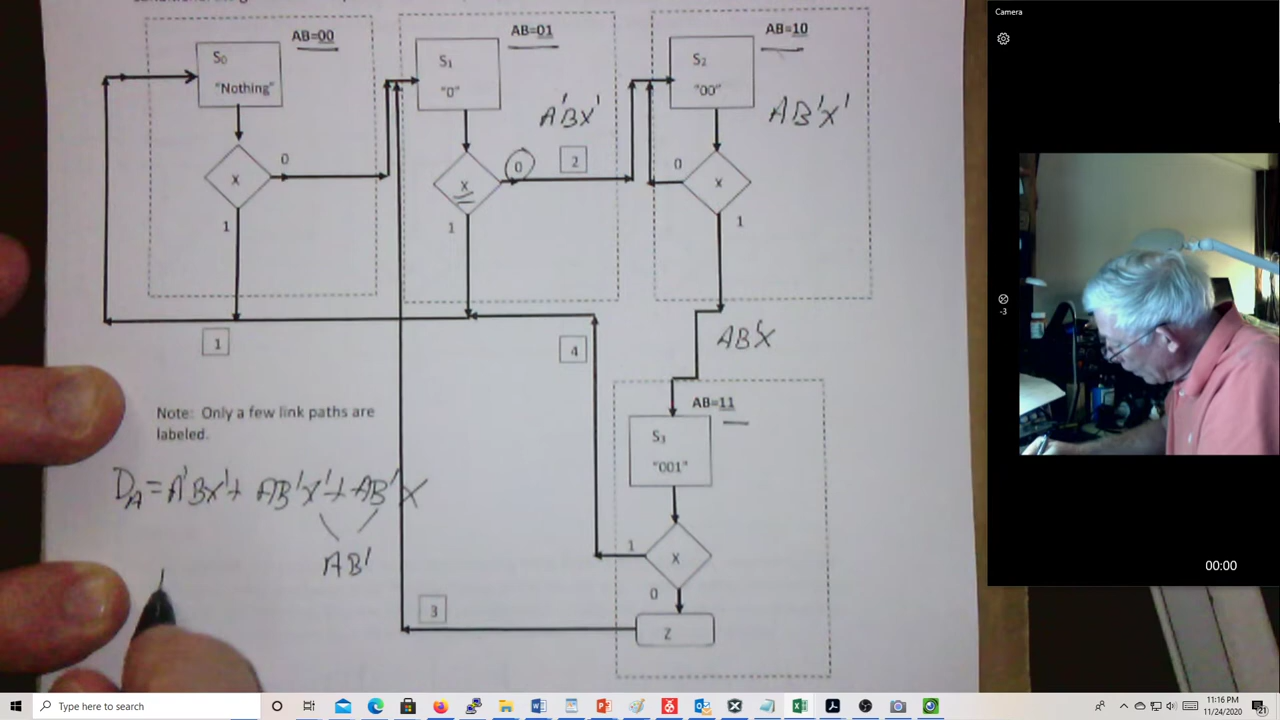 AB=00
S0
"Nothing"
X
0
1
1
AB=01
S1
"0"
A'BX'
X
0
2
1
AB=10
S2
"00"
AB'X'
0
X
1
AB'X
4
AB=11
S3
"001"
1
X
0
Z
3
Note: Only a few link paths are
labeled.
DA = A'BX' + AB'X' + AB'X
AB'
Camera
-3
00:00
Type here to search
11:16 PM
11/24/2020
21